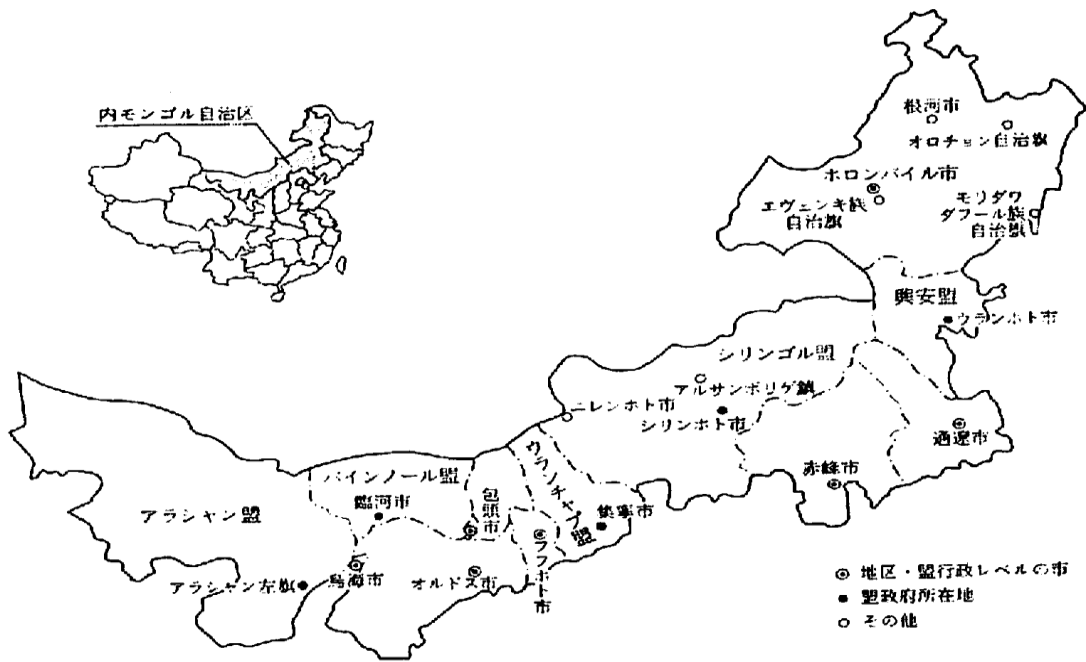 内モンゴル自治区
根河市
オロチョン自治旗
ホロンバイル市
エヴェンキ族
自治旗
モリダワ
ダフール族
自治旗
興安盟
ウランホト市
シリンゴル盟
アルサンボリゲ鎮
ニレンホト市
シリンホト市
通遼市
赤峰市
ウランチャブ盟
集寧市
バインノール盟
臨河市
包頭市
アラシャン盟
フフホト市
アラシャン左旗
烏海市
オルドス市
地区・盟行政レベルの市
盟政府所在地
その他